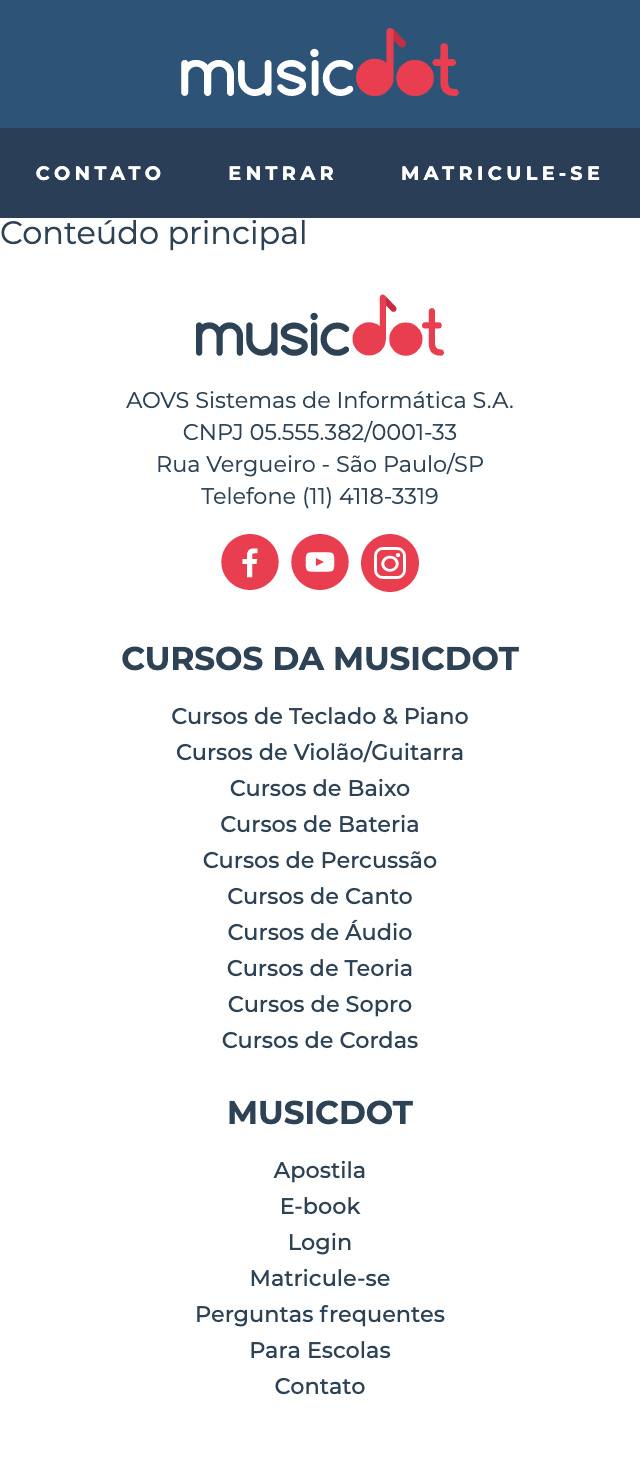 musicdot
CONTATO ENTRAR MATRICULE-SE
Conteúdo principal
musicdot
AOVS Sistemas de Informática S.A.
CNPJ 05.555.382/0001-33
Rua Vergueiro - São Paulo/SP
Telefone (11) 4118-3319
CURSOS DA MUSICDOT
Cursos de Teclado & Piano
Cursos de Violão/Guitarra
Cursos de Baixo
Cursos de Bateria
Cursos de Percussão
Cursos de Canto
Cursos de Áudio
Cursos de Teoria
Cursos de Sopro
Cursos de Cordas
MUSICDOT
Apostila
E-book
Login
Matricule-se
Perguntas frequentes
Para Escolas
Contato